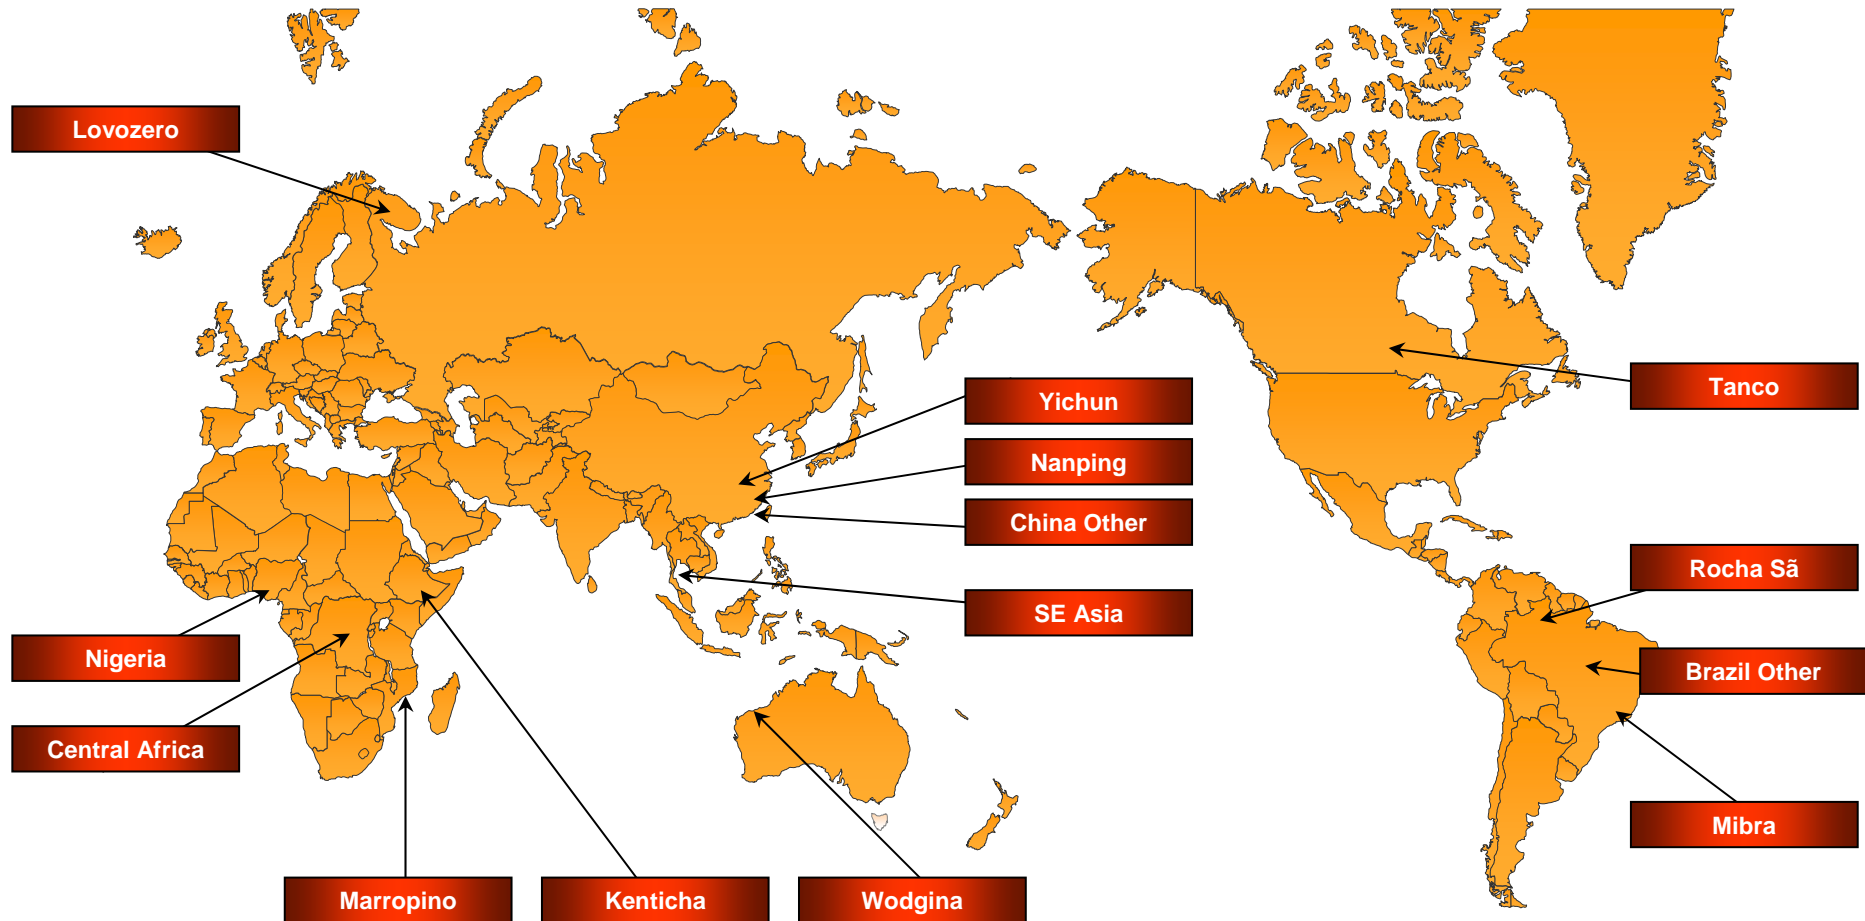 Lovozero
Tanco
Yichun
Nanping
China Other
Rocha Sã
SE Asia
Nigeria
Brazil Other
Central Africa
Mibra
Marropino
Kenticha
Wodgina